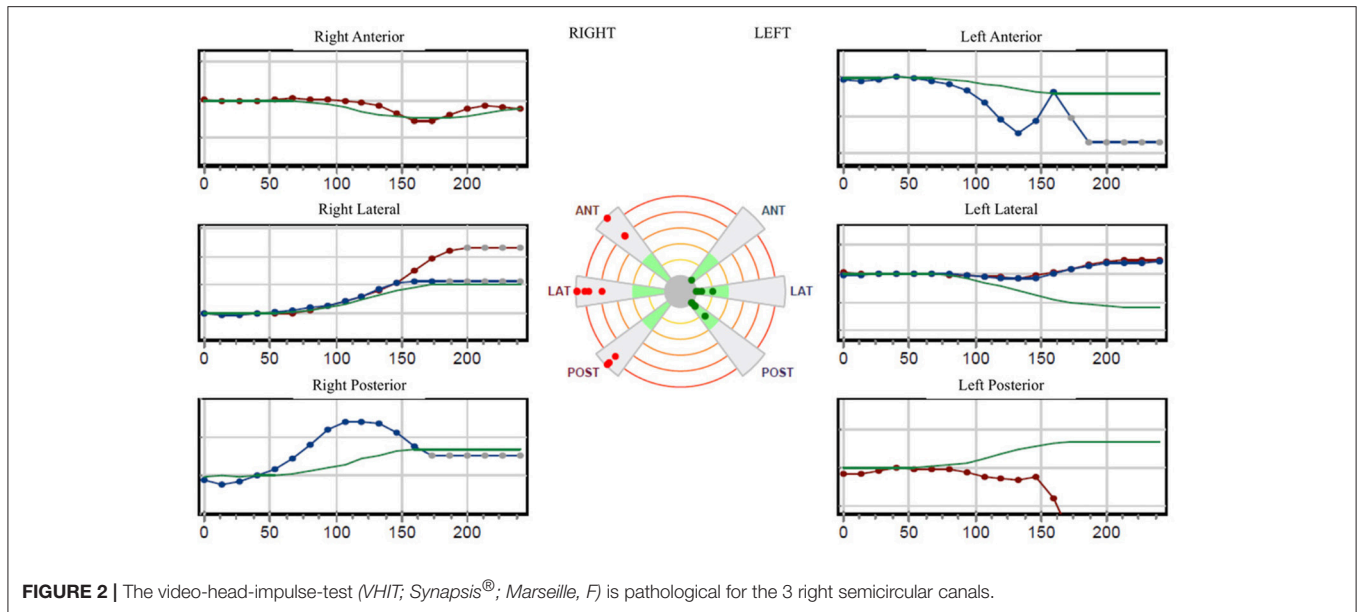 RIGHT LEFT
Right Anterior
0 50 100 150 200
Left Anterior
0 50 100 150 200
Right Lateral
0 50 100 150 200
ANT ANT
LAT LAT
POST POST
Left Lateral
0 50 100 150 200
Right Posterior
0 50 100 150 200
Left Posterior
0 50 100 150 200
FIGURE 2 | The video-head-impulse-test (VHIT; Synapsis®; Marseille, F) is pathological for the 3 right semicircular canals.